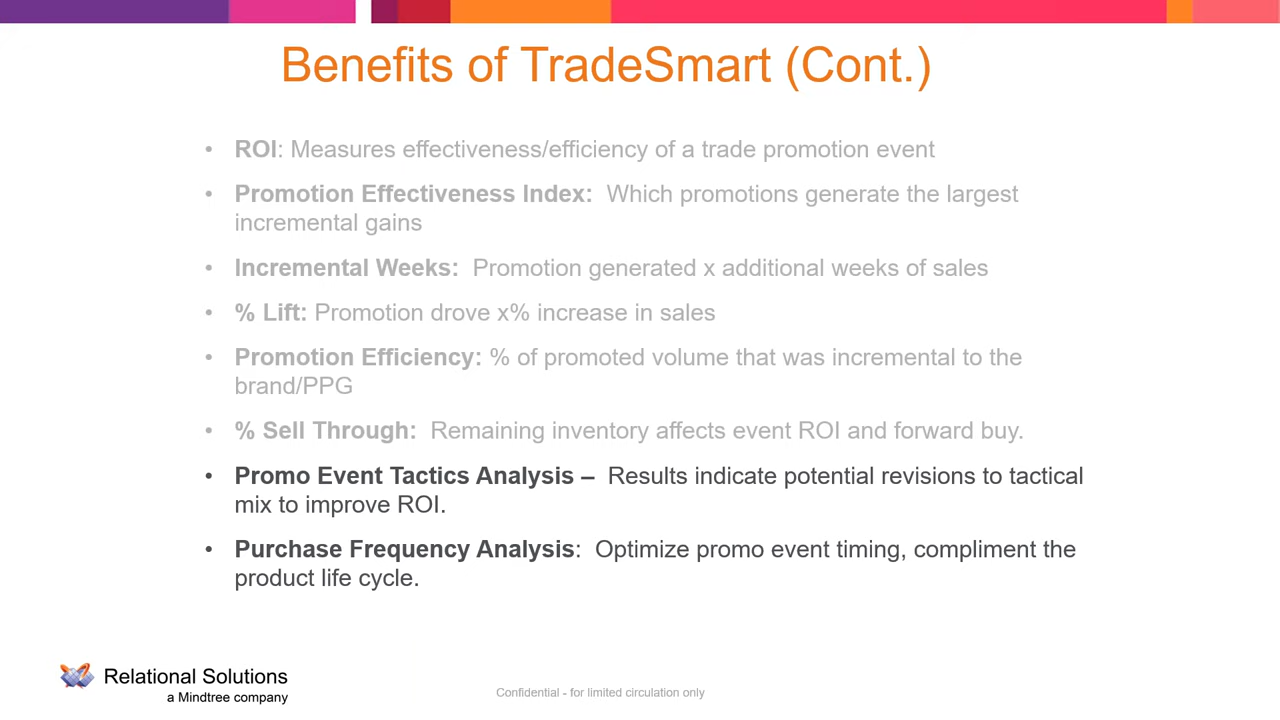 Benefits of TradeSmart (Cont.)
• ROI: Measures effectiveness/efficiency of a trade promotion event
• Promotion Effectiveness Index: Which promotions generate the largest
incremental gains
• Incremental Weeks: Promotion generated x additional weeks of sales
• % Lift: Promotion drove x% increase in sales
• Promotion Efficiency: % of promoted volume that was incremental to the
brand/PPG
• % Sell Through: Remaining inventory affects event ROI and forward buy.
• Promo Event Tactics Analysis – Results indicate potential revisions to tactical
mix to improve ROI.
• Purchase Frequency Analysis: Optimize promo event timing, compliment the
product life cycle.
Relational Solutions
a Mindtree company
Confidential - for limited circulation only